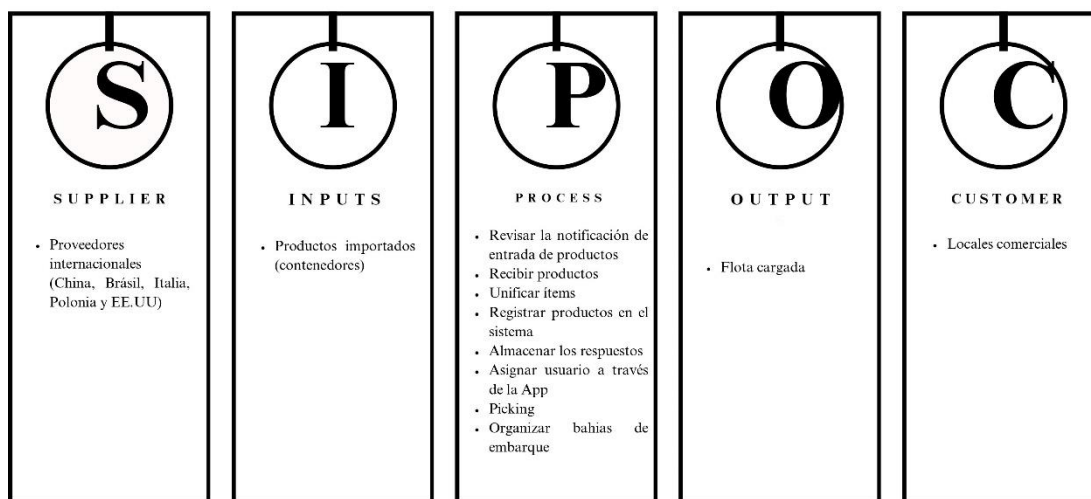 S
SUPPLIER
• Proveedores
internacionales
(China, Brásil, Italia,
Polonia y EE.UU)
I
INPUTS
• Productos importados
(contenedores)
P
PROCESS
• Revisar la notificación de
entrada de productos
• Recibir productos
• Unificar ítems
• Registrar productos en el
sistema
• Almacenar los respuestos
• Asignar usuario a través
de la App
• Picking
• Organizar bahias de
embarque
O
OUTPUT
• Flota cargada
C
CUSTOMER
• Locales comerciales